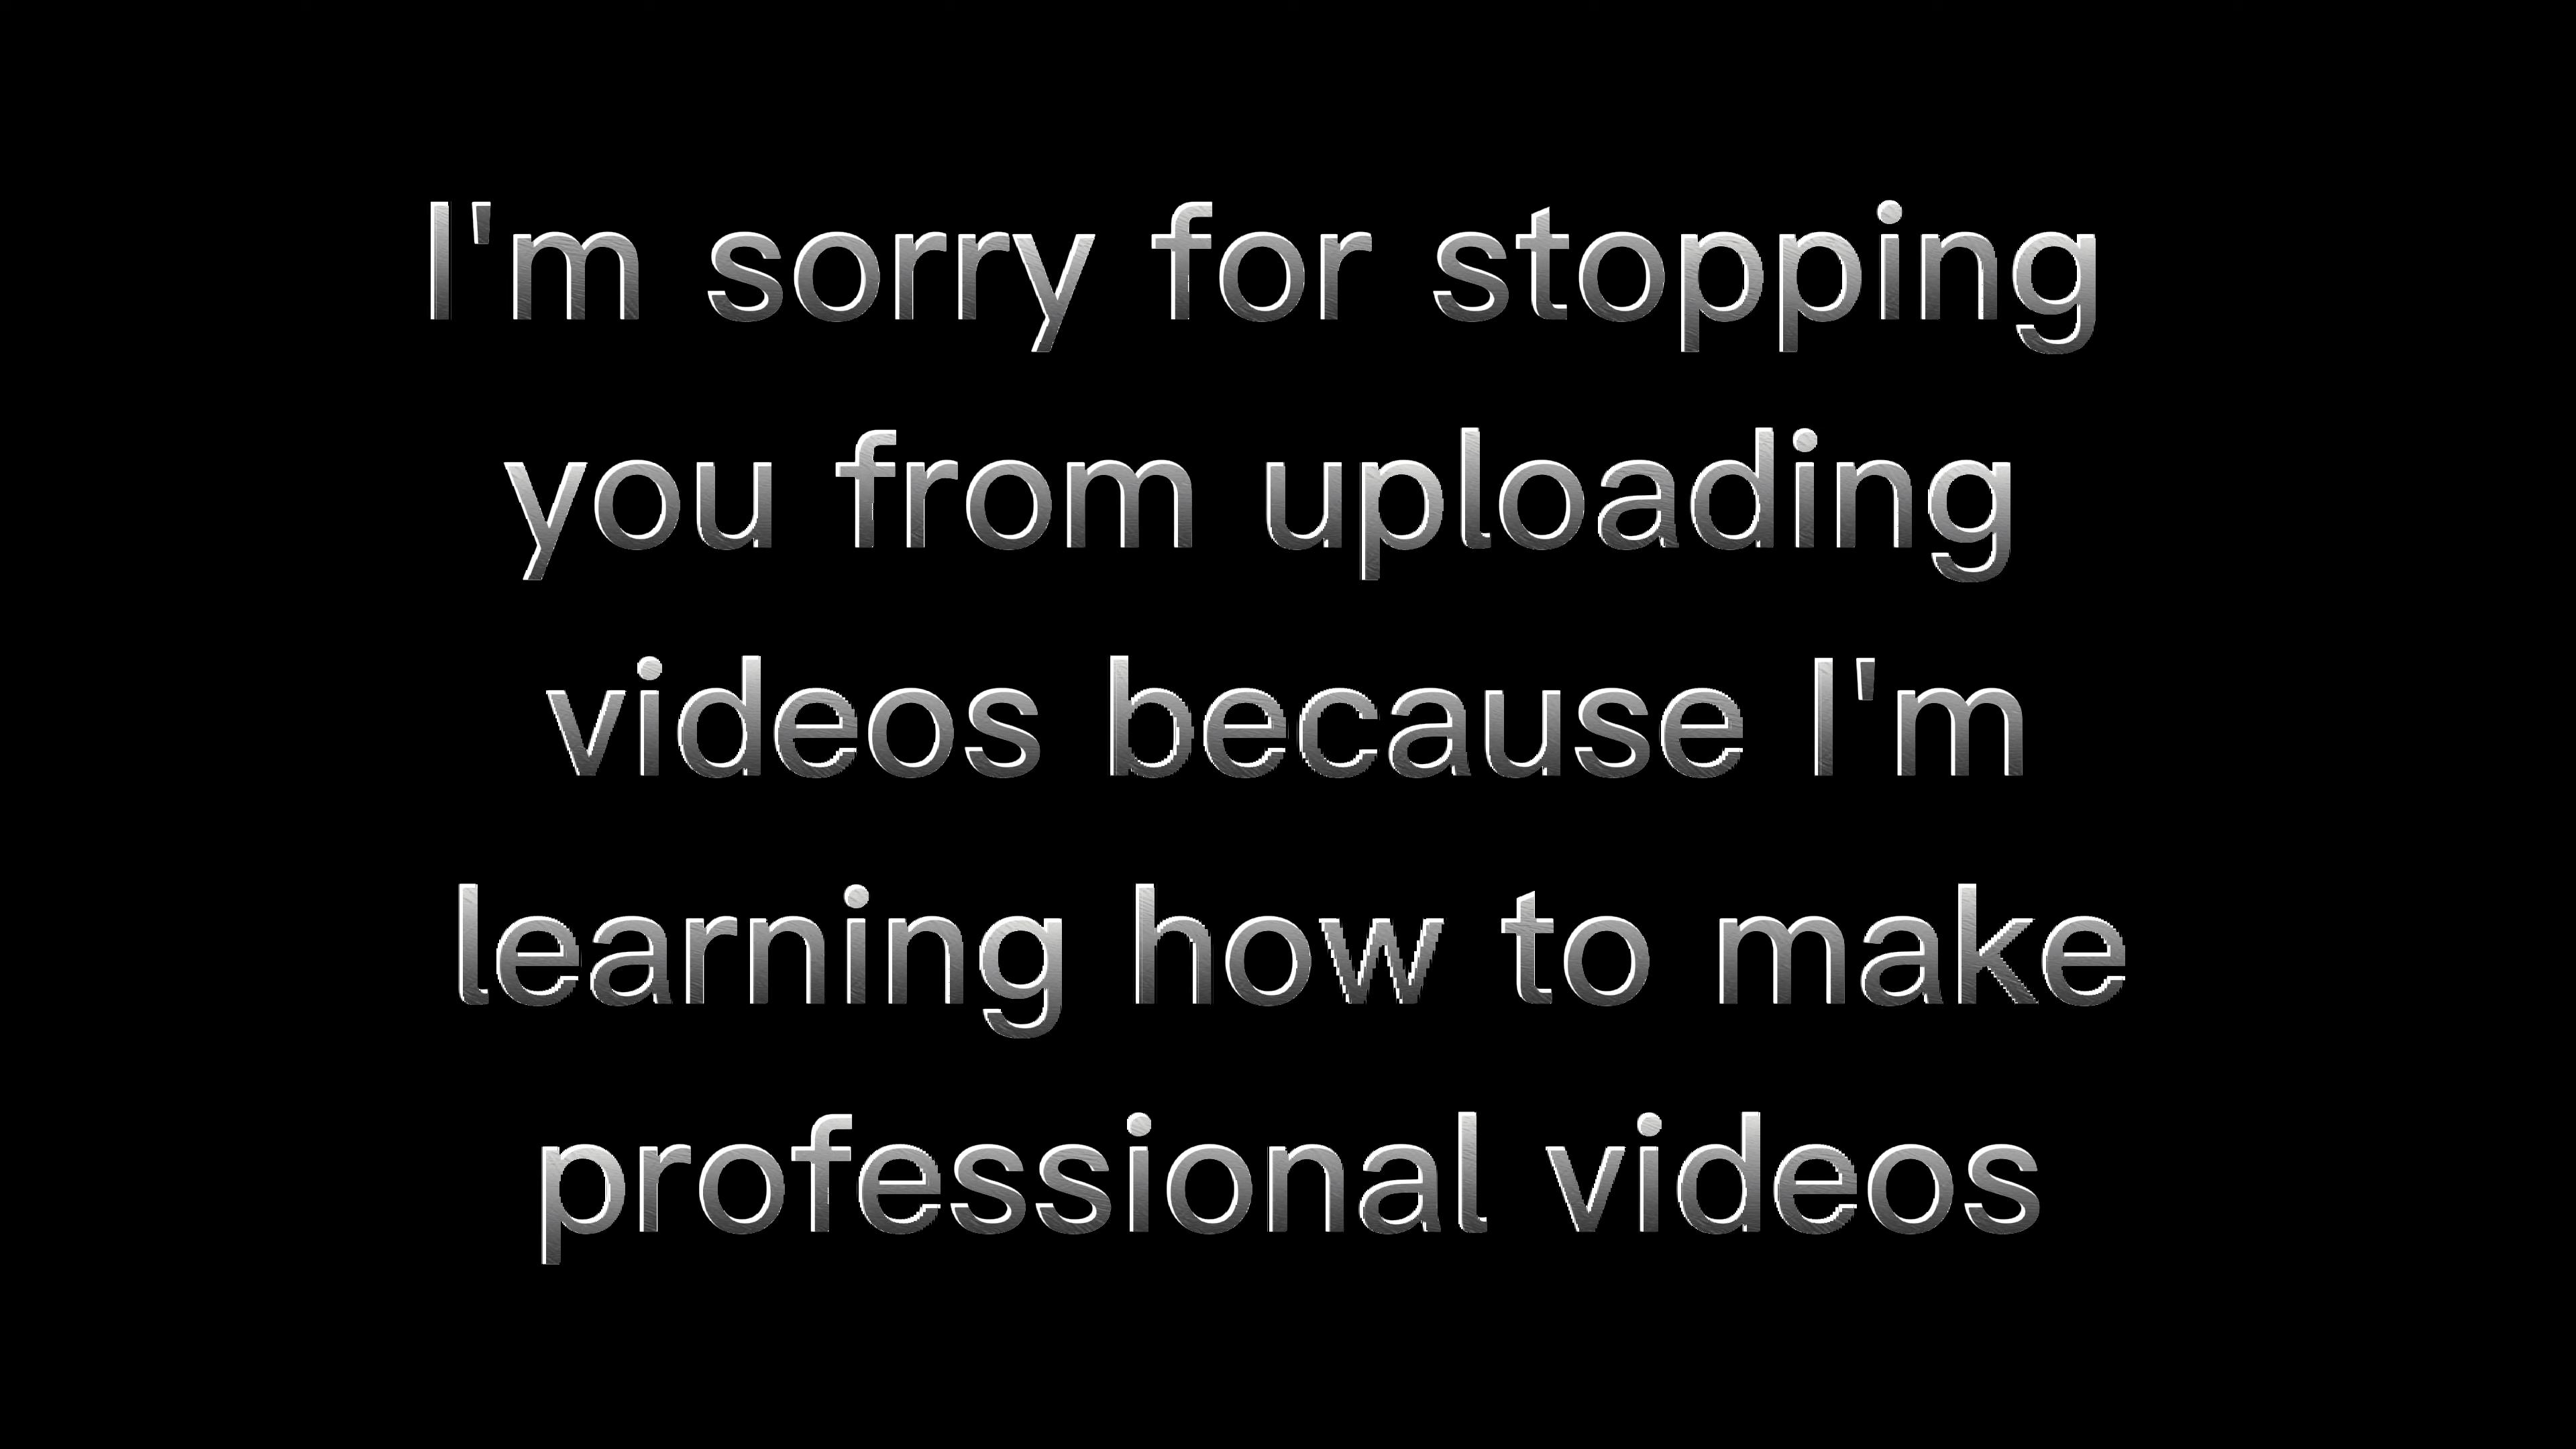 I'm sorry for stopping
you from uploading
videos because I'm
learning how to make
professional videos